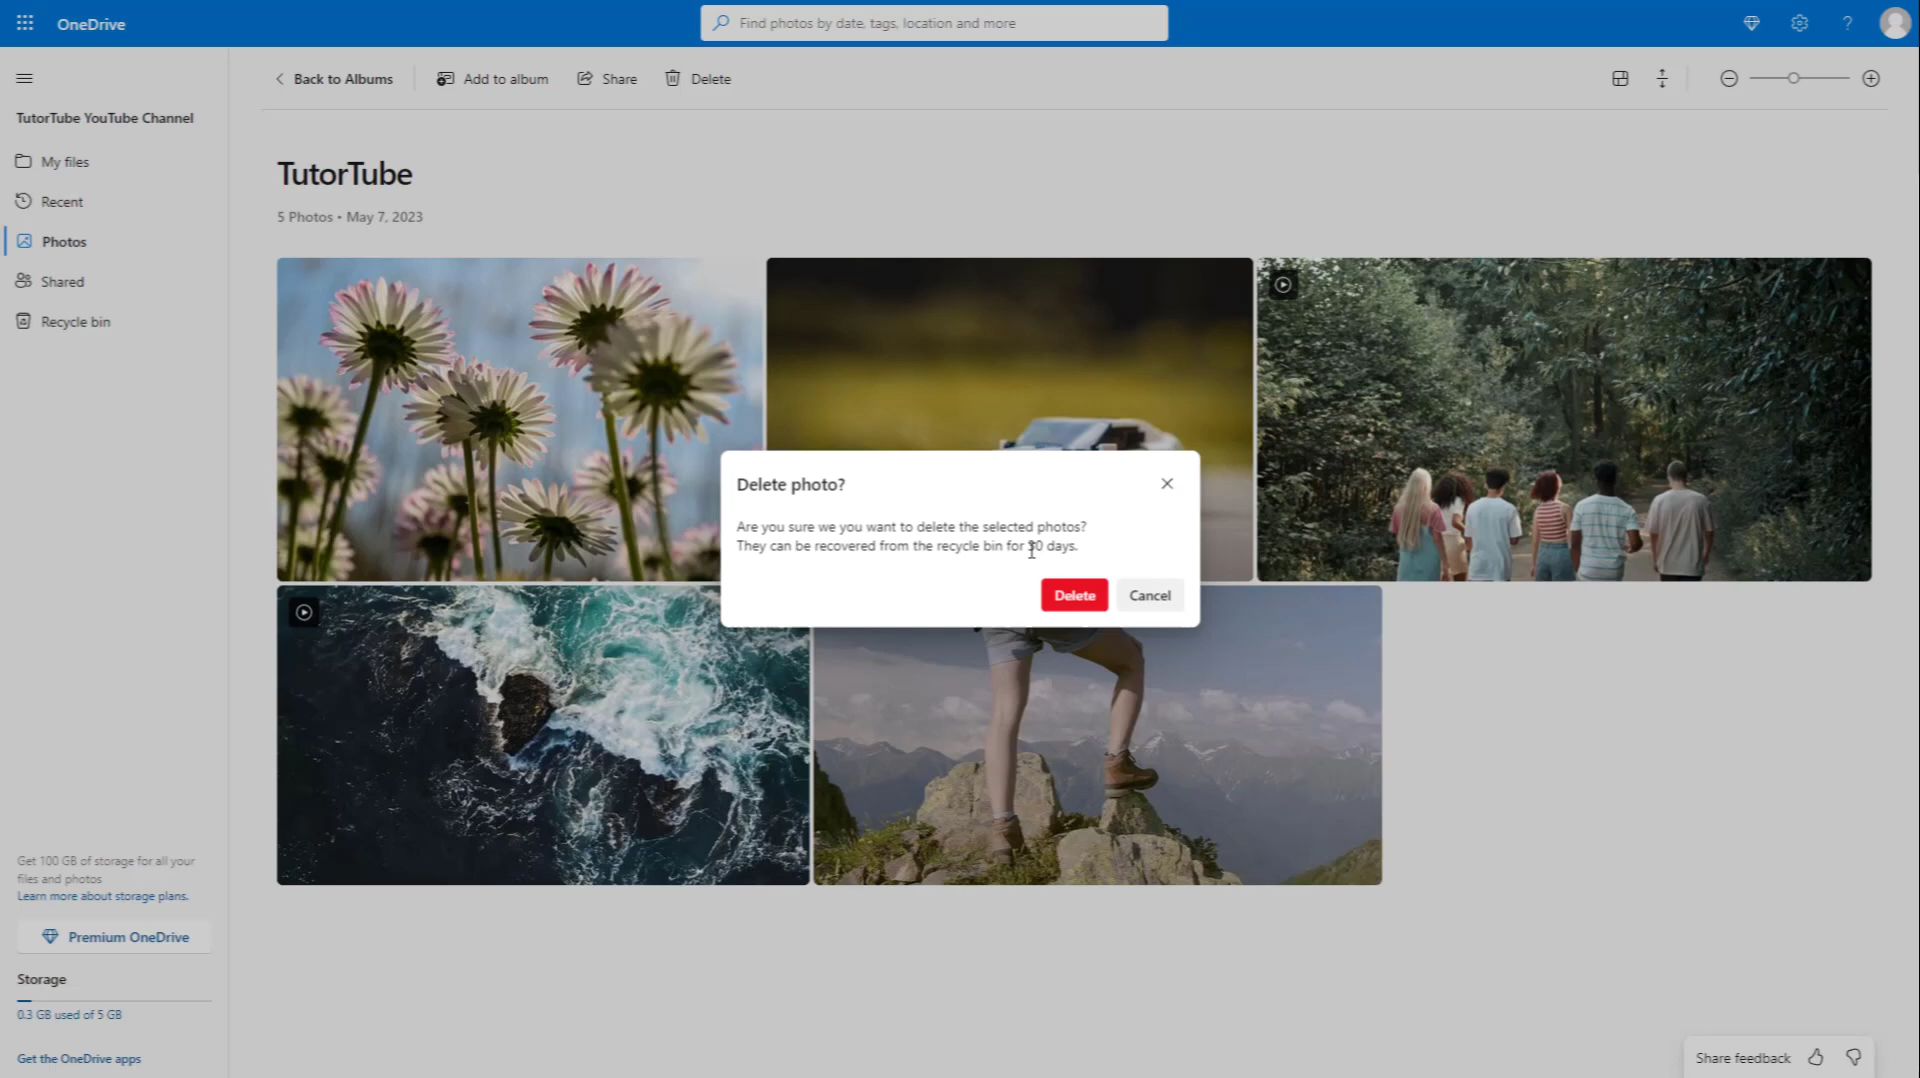 OneDrive
Find photos by date, tags, location and more
?
Back to Albums
Add to album
Share
Delete
TutorTube YouTube Channel
My files
Recent
Photos
Shared
Recycle bin
TutorTube
5 Photos • May 7, 2023
Delete photo?
Are you sure we you want to delete the selected photos?
They can be recovered from the recycle bin for 30 days.
Delete
Cancel
Get 100 GB of storage for all your
files and photos
Learn more about storage plans.
Premium OneDrive
Storage
0.3 GB used of 5 GB
Get the OneDrive apps
Share feedback